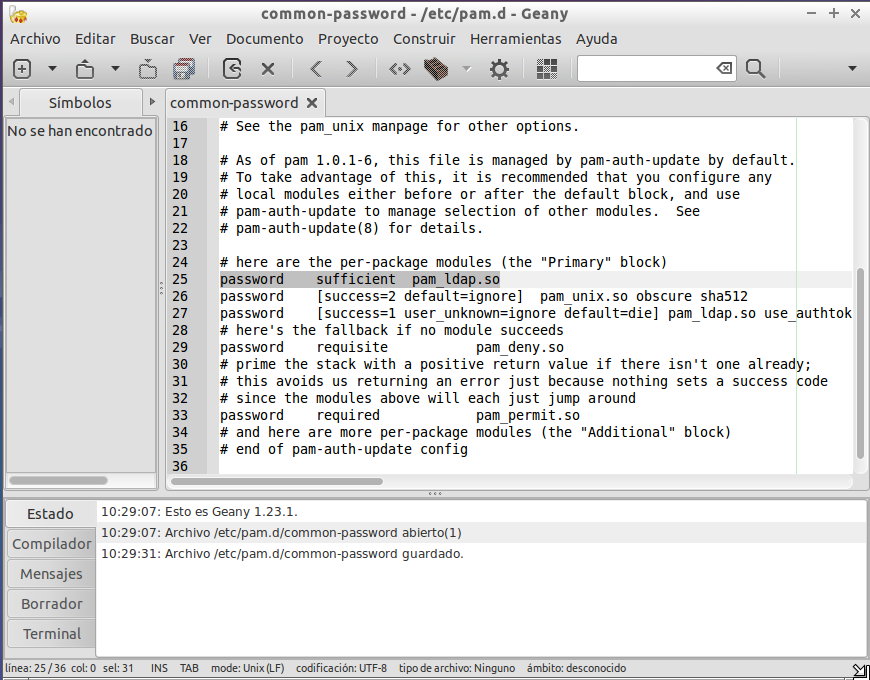 common-password - /etc/pam.d - Geany
Archivo Editar Buscar Ver Documento Proyecto Construir Herramientas Ayuda
Símbolos
common-password
No se han encontrado
16 # See the pam_unix manpage for other options.
17
18 # As of pam 1.0.1-6, this file is managed by pam-auth-update by default.
19 # To take advantage of this, it is recommended that you configure any
20 # local modules either before or after the default block, and use
21 # pam-auth-update to manage selection of other modules.  See
22 # pam-auth-update(8) for details.
23
24 # here are the per-package modules (the "Primary" block)
25 password    sufficient  pam_ldap.so
26 password    [success=2 default=ignore]  pam_unix.so obscure sha512
27 password    [success=1 user_unknown=ignore default=die] pam_ldap.so use_authtok
28 # here's the fallback if no module succeeds
29 password    requisite           pam_deny.so
30 # prime the stack with a positive return value if there isn't one already;
31 # this avoids us returning an error just because nothing sets a success code
32 # since the modules above will each just jump around
33 password    required            pam_permit.so
34 # and here are more per-package modules (the "Additional" block)
35 # end of pam-auth-update config
36
Estado
Compilador
Mensajes
Borrador
Terminal
10:29:07: Esto es Geany 1.23.1.
10:29:07: Archivo /etc/pam.d/common-password abierto(1)
10:29:31: Archivo /etc/pam.d/common-password guardado.
línea: 25 / 36 col: 0 sel: 31 INS TAB mode: Unix (LF) codificación: UTF-8 tipo de archivo: Ninguno ámbito: desconocido